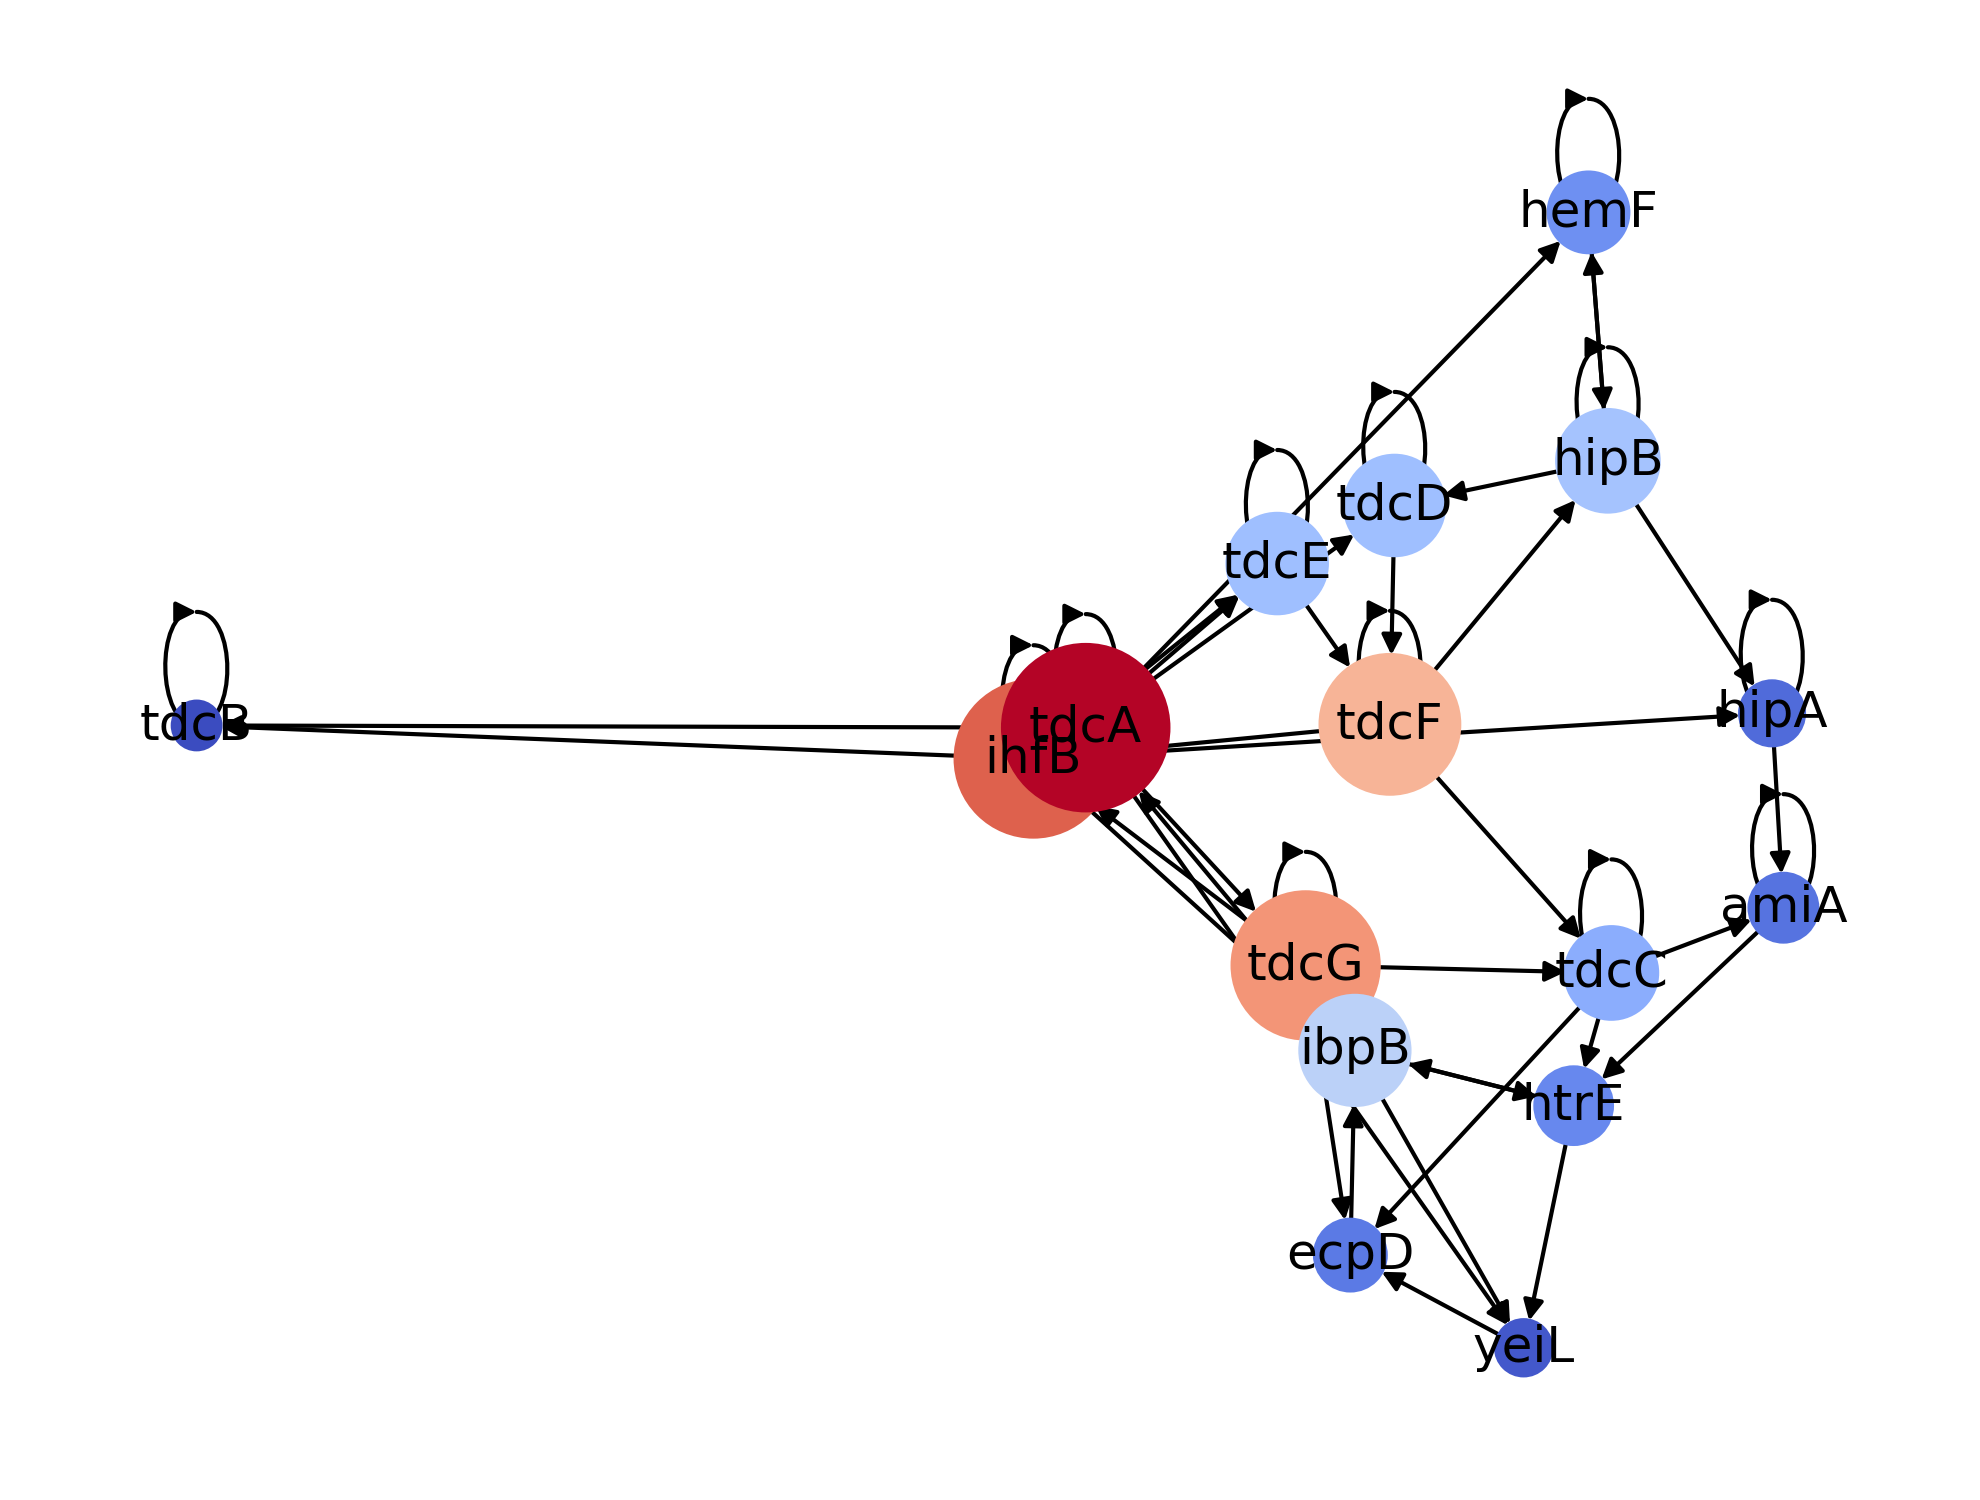 hemF
hipB
tdcD
tdcE
hipA
tdcB
tdcA
tdcF
ihfB
amiA
tdcG
tdcC
ibpB
htrE
ecpD
yeiL